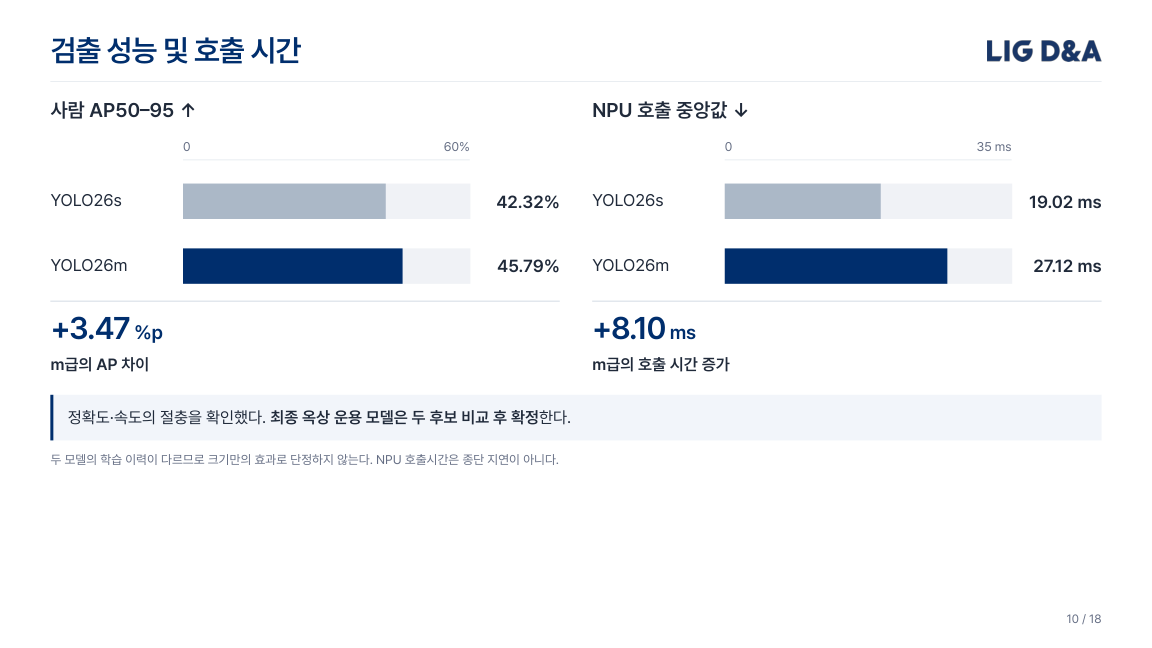 검출 성능 및 호출 시간
LIG D&A
사람 AP50–95 ↑
0 60%
YOLO26s 42.32%
YOLO26m 45.79%
+3.47 %p
m급의 AP 차이
NPU 호출 중앙값 ↓
0 35 ms
YOLO26s 19.02 ms
YOLO26m 27.12 ms
+8.10 ms
m급의 호출 시간 증가
정확도·속도의 절충을 확인했다. 최종 옥상 운용 모델은 두 후보 비교 후 확정한다.
두 모델의 학습 이력이 다르므로 크기만의 효과로 단정하지 않는다. NPU 호출시간은 종단 지연이 아니다.
10 / 18